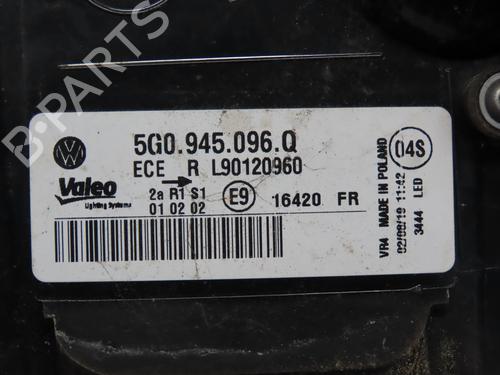 B-PARTS
5G0.945.096.Q
ECE R L90120960
Valeo
Lighting Systems
2a R1 S1
01 02 02
E9
16420 FR
04S
VR4 MADE IN POLAND
02/08/19 11:42
3444 LED